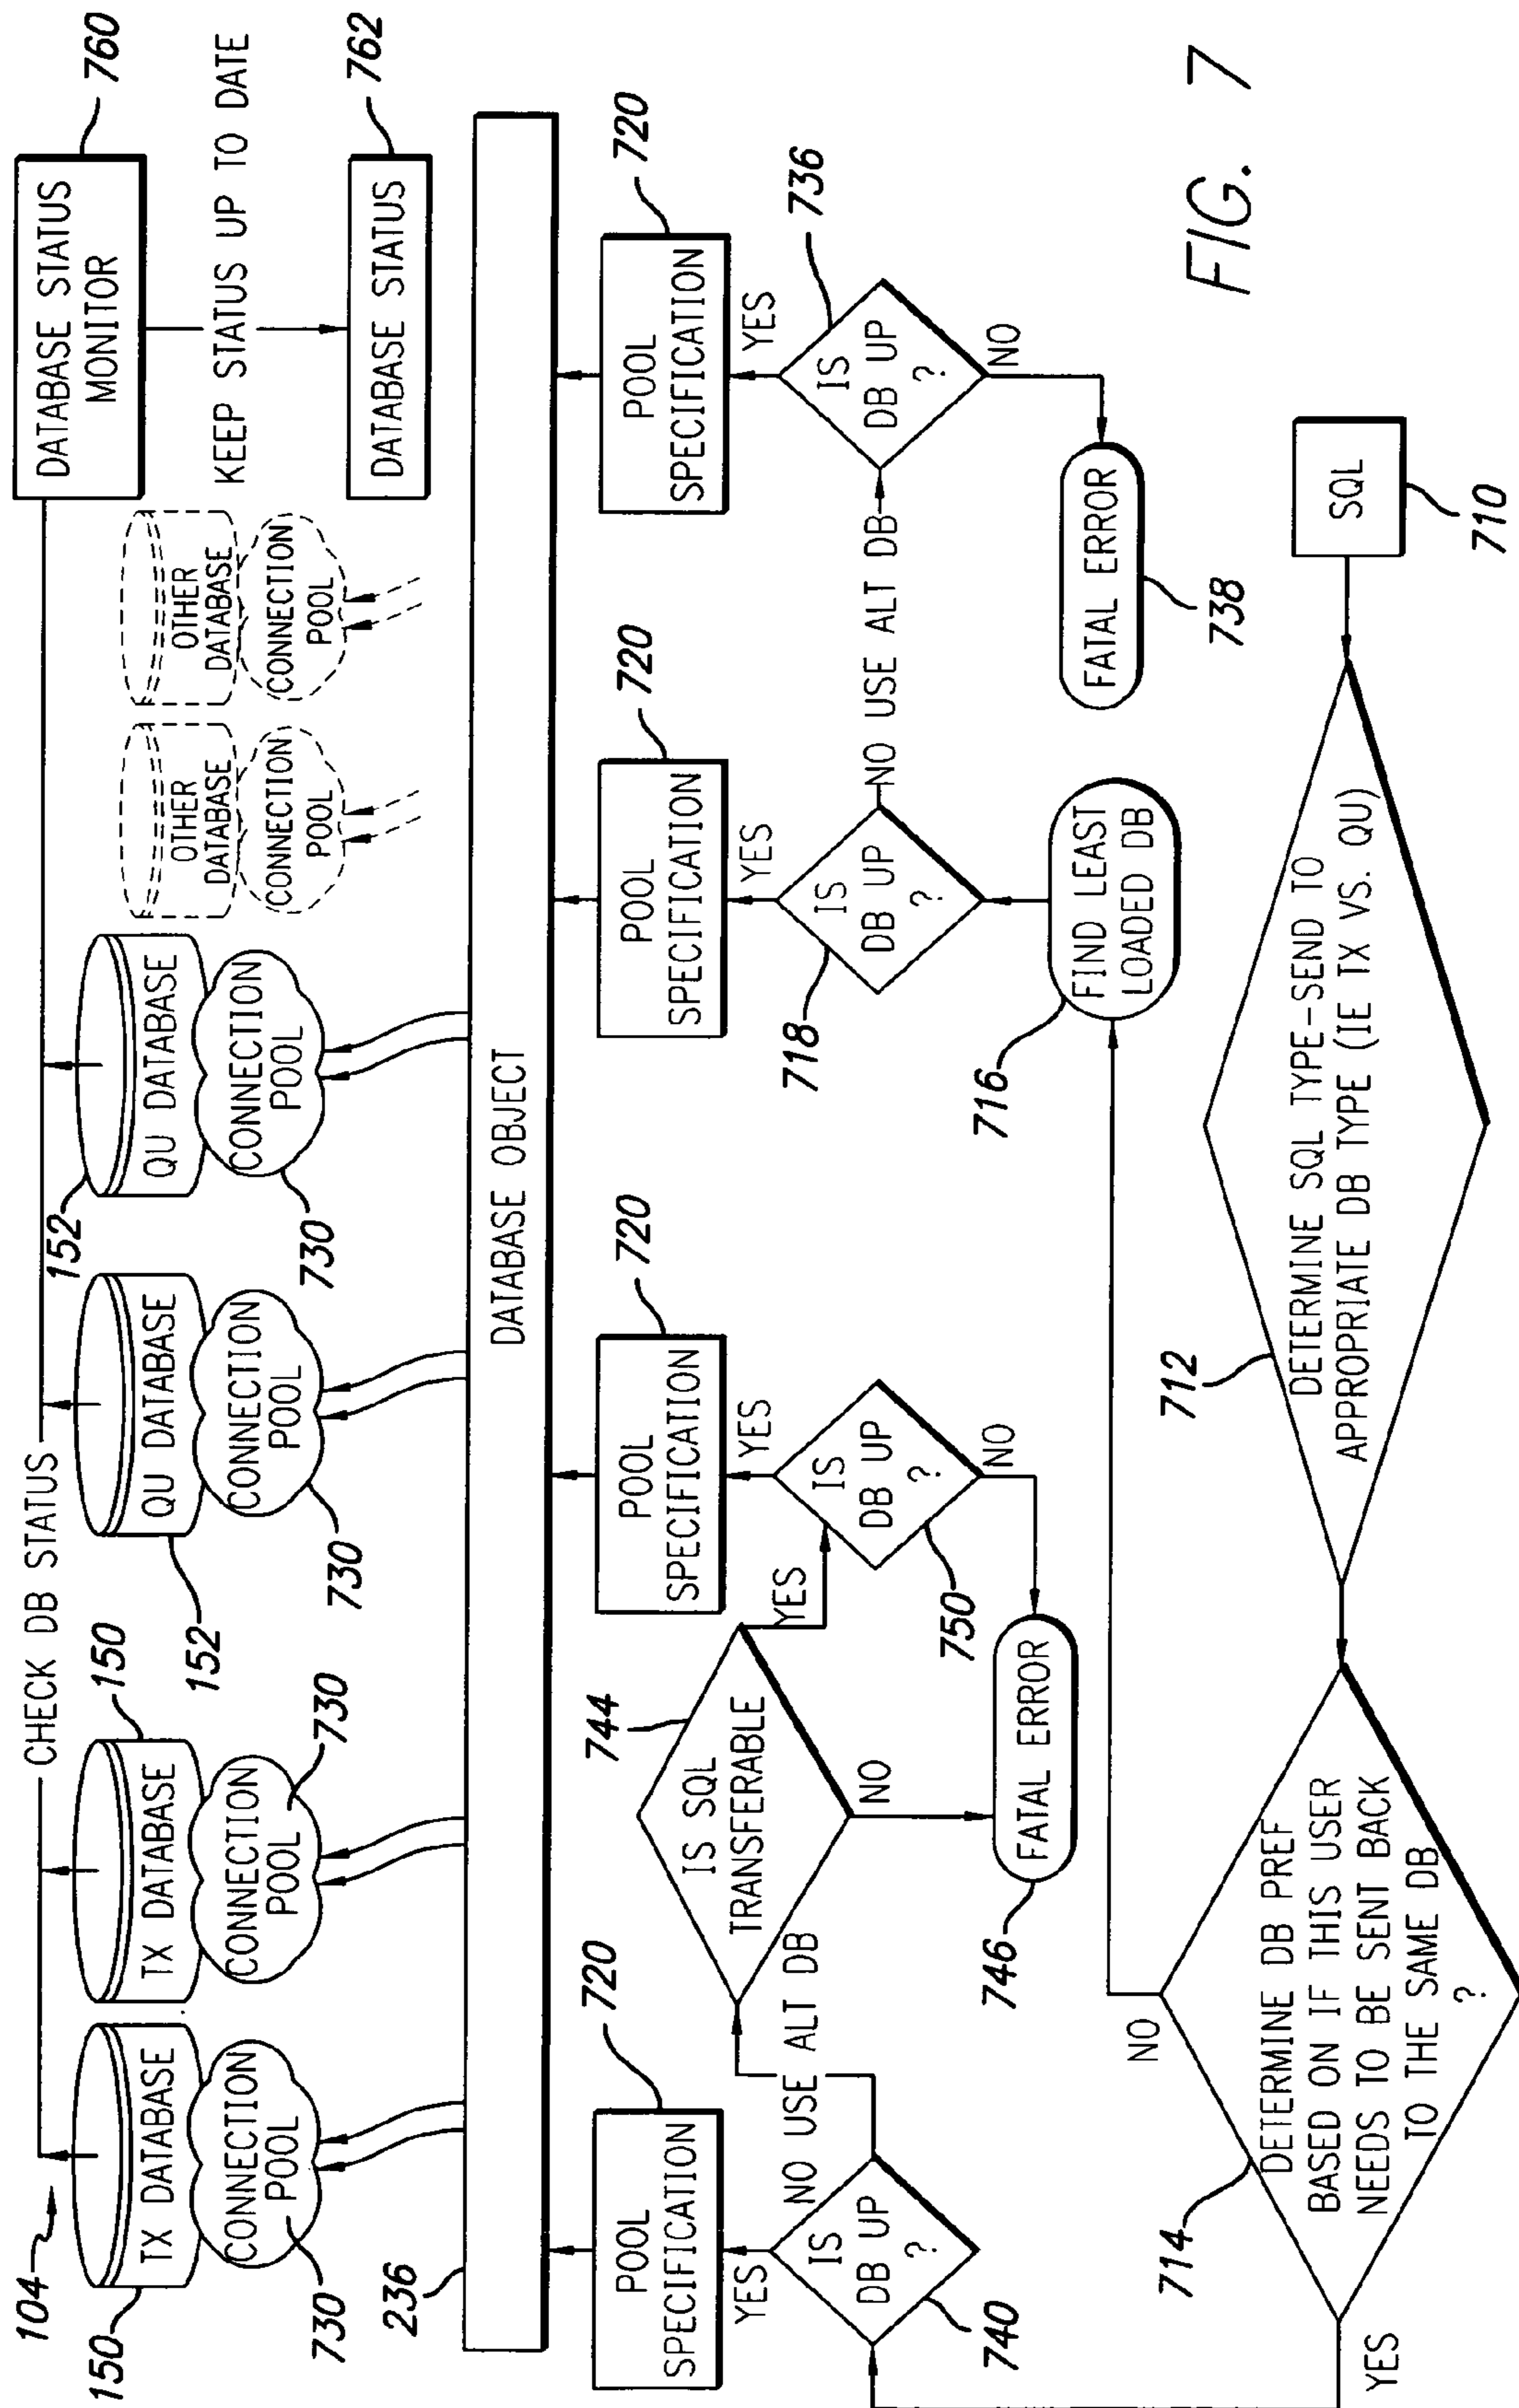 104
CHECK DB STATUS
150
TX DATABASE
CONNECTION
POOL
730
150
TX DATABASE
CONNECTION
POOL
730
152
QU DATABASE
CONNECTION
POOL
730
152
QU DATABASE
CONNECTION
POOL
730
OTHER
DATABASE
CONNECTION
POOL
OTHER
DATABASE
CONNECTION
POOL
DATABASE STATUS
MONITOR
760
KEEP STATUS UP TO DATE
DATABASE STATUS
762
236
DATABASE OBJECT
POOL
SPECIFICATION
720
YES
IS
DB UP
?
740
NO USE ALT DB
IS SQL
TRANSFERABLE
744
YES
NO
POOL
SPECIFICATION
720
YES
IS
DB UP
?
750
NO
FATAL ERROR
746
POOL
SPECIFICATION
720
YES
IS
DB UP
?
718
NO USE ALT DB
FIND LEAST
LOADED DB
716
POOL
SPECIFICATION
720
YES
IS
DB UP
?
736
NO
FATAL ERROR
738
YES
714
DETERMINE DB PREF
BASED ON IF THIS USER
NEEDS TO BE SENT BACK
TO THE SAME DB
?
NO
712
DETERMINE SQL TYPE-SEND TO
APPROPRIATE DB TYPE (IE TX VS. QU)
SQL
710
FIG. 7